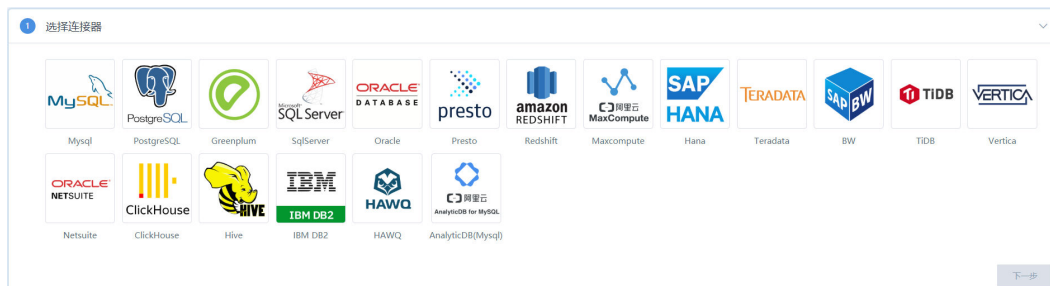 1 选择连接器
MySQL.
PostgreSQL
Microsoft
SQL Server
ORACLE
DATABASE
presto
amazon
REDSHIFT
阿里云
MaxCompute
SAP
HANA
TERADATA
SAP BW
TiDB
VERTICA
Mysql
PostgreSQL
Greenplum
SqlServer
Oracle
Presto
Redshift
Maxcompute
Hana
Teradata
BW
TiDB
Vertica
ORACLE
NETSUITE
ClickHouse
HIVE
IBM
IBM DB2
HAWQ
阿里云
AnalyticDB for MySQL
Netsuite
ClickHouse
Hive
IBM DB2
HAWQ
AnalyticDB(Mysql)
下一步